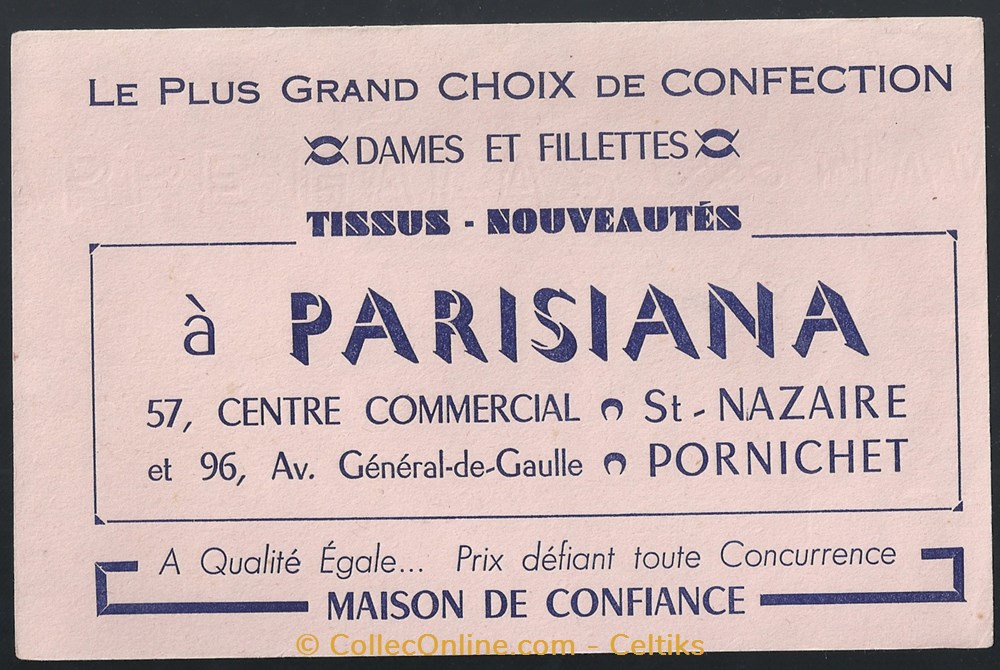 LE PLUS GRAND CHOIX DE CONFECTION
DAMES ET FILLETTES
TISSUS - NOUVEAUTÉS
à PARISIANA
57, CENTRE COMMERCIAL St-NAZAIRE
et 96, Av. Général-de-Gaulle PORNICHET
A Qualité Égale... Prix défiant toute Concurrence
MAISON DE CONFIANCE
© CollecOnline.com - Celtiks